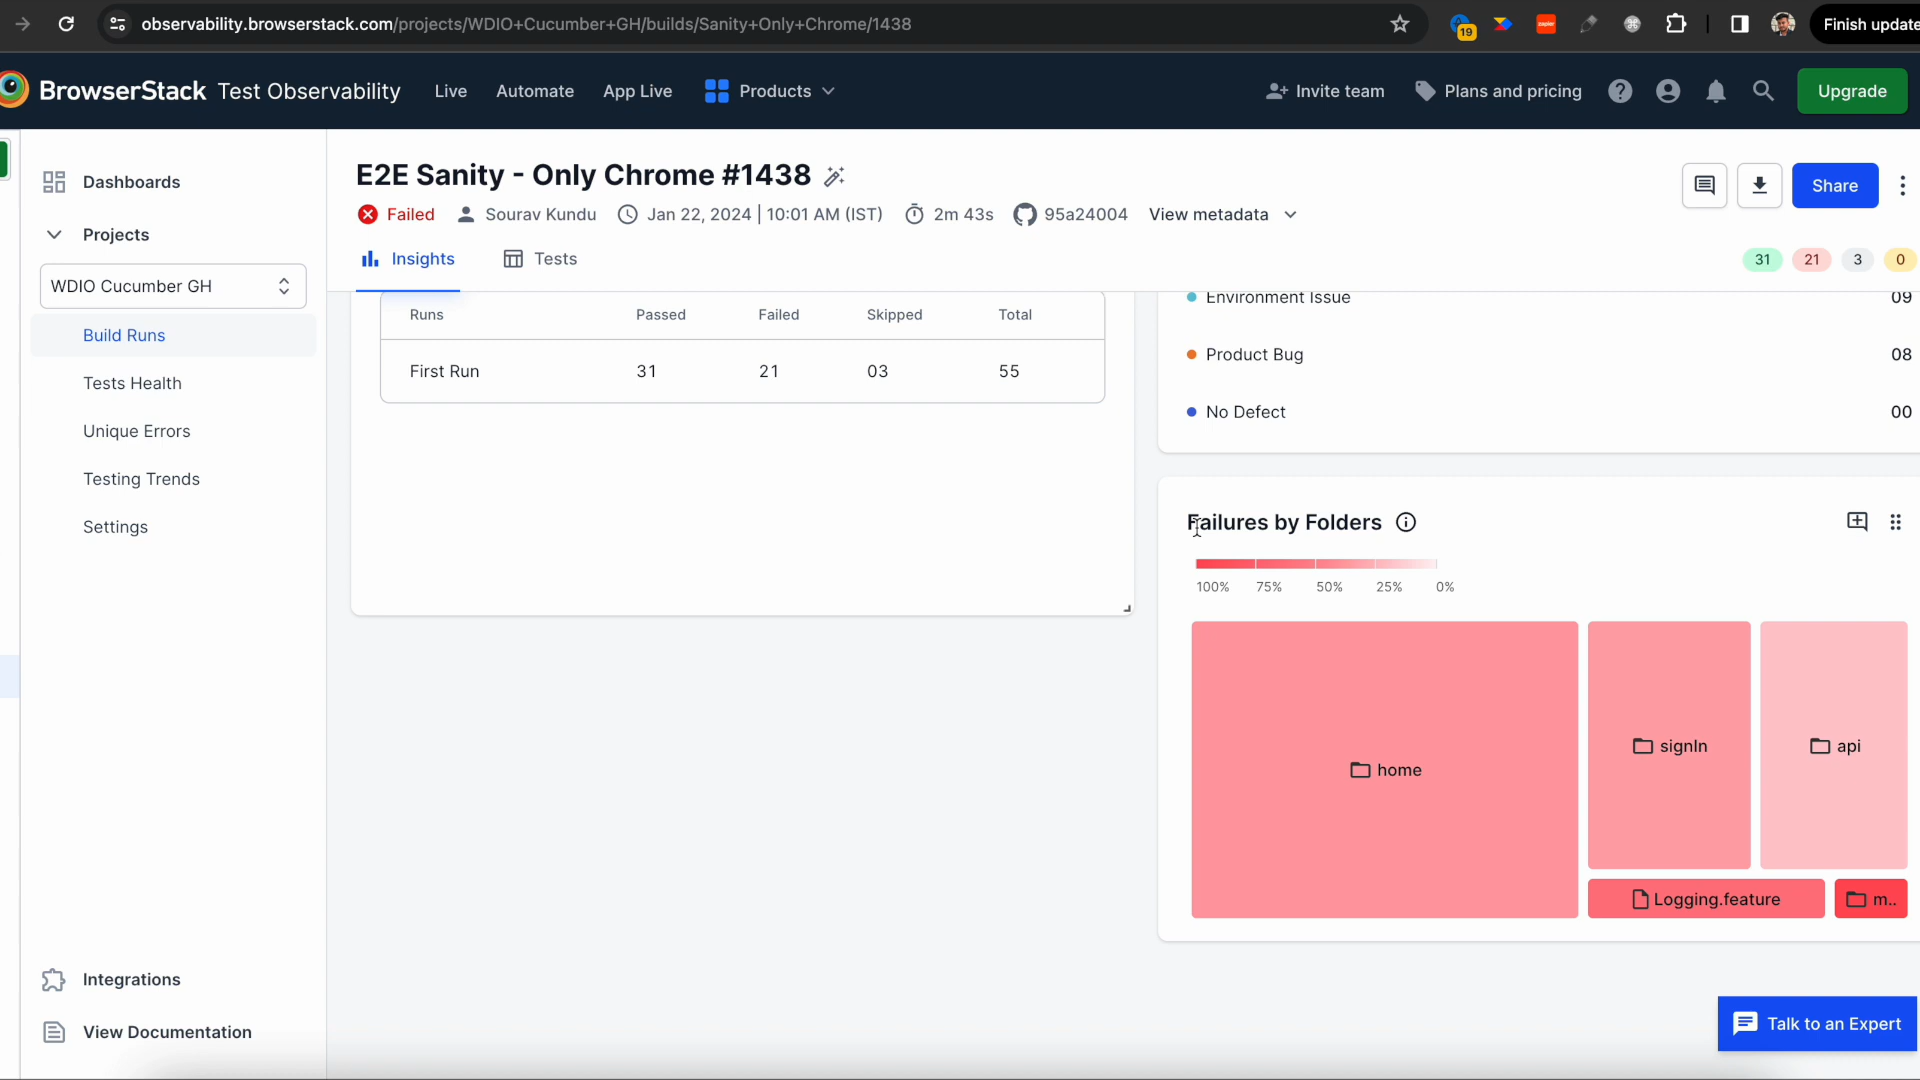 observability.browserstack.com/projects/WDIO+Cucumber+GH/builds/Sanity+Only+Chrome/1438
19
zapier
Finish update
BrowserStack Test Observability
Live
Automate
App Live
Products
Invite team
Plans and pricing
Upgrade
Dashboards
Projects
WDIO Cucumber GH
Build Runs
Tests Health
Unique Errors
Testing Trends
Settings
Integrations
View Documentation
E2E Sanity - Only Chrome #1438
Share
Failed Sourav Kundu Jan 22, 2024 | 10:01 AM (IST) 2m 43s 95a24004 View metadata
Insights Tests
31 21 3 0
Runs Passed Failed Skipped Total
First Run 31 21 03 55
Environment Issue 09
Product Bug 08
No Defect 00
Failures by Folders
100% 75% 50% 25% 0%
home
signIn
api
Logging.feature
m..
Talk to an Expert